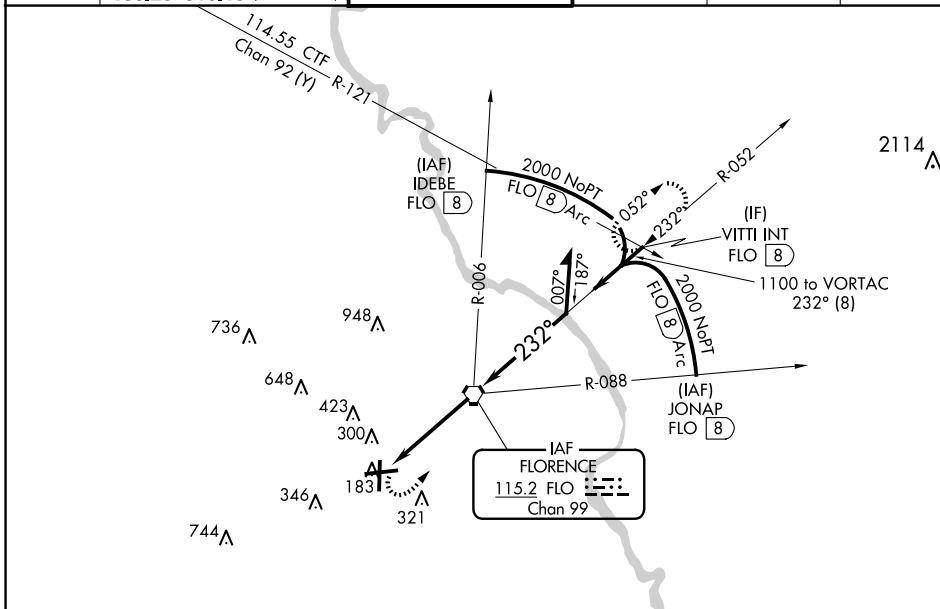 114.55 CTF
Chan 92 (Y)
R-121
2114
(IAF)
IDEBE
FLO 8
2000 NoPT
FLO 8 Arc
R-052
052°
232°
(IF)
VITTI INT
FLO 8
1100 to VORTAC
232° (8)
007°
187°
R-006
2000 NoPT
FLO 8 Arc
736
948
232°
648
R-088
(IAF)
JONAP
FLO 8
423
300
IAF
FLORENCE
115.2 FLO
Chan 99
183
346
321
744